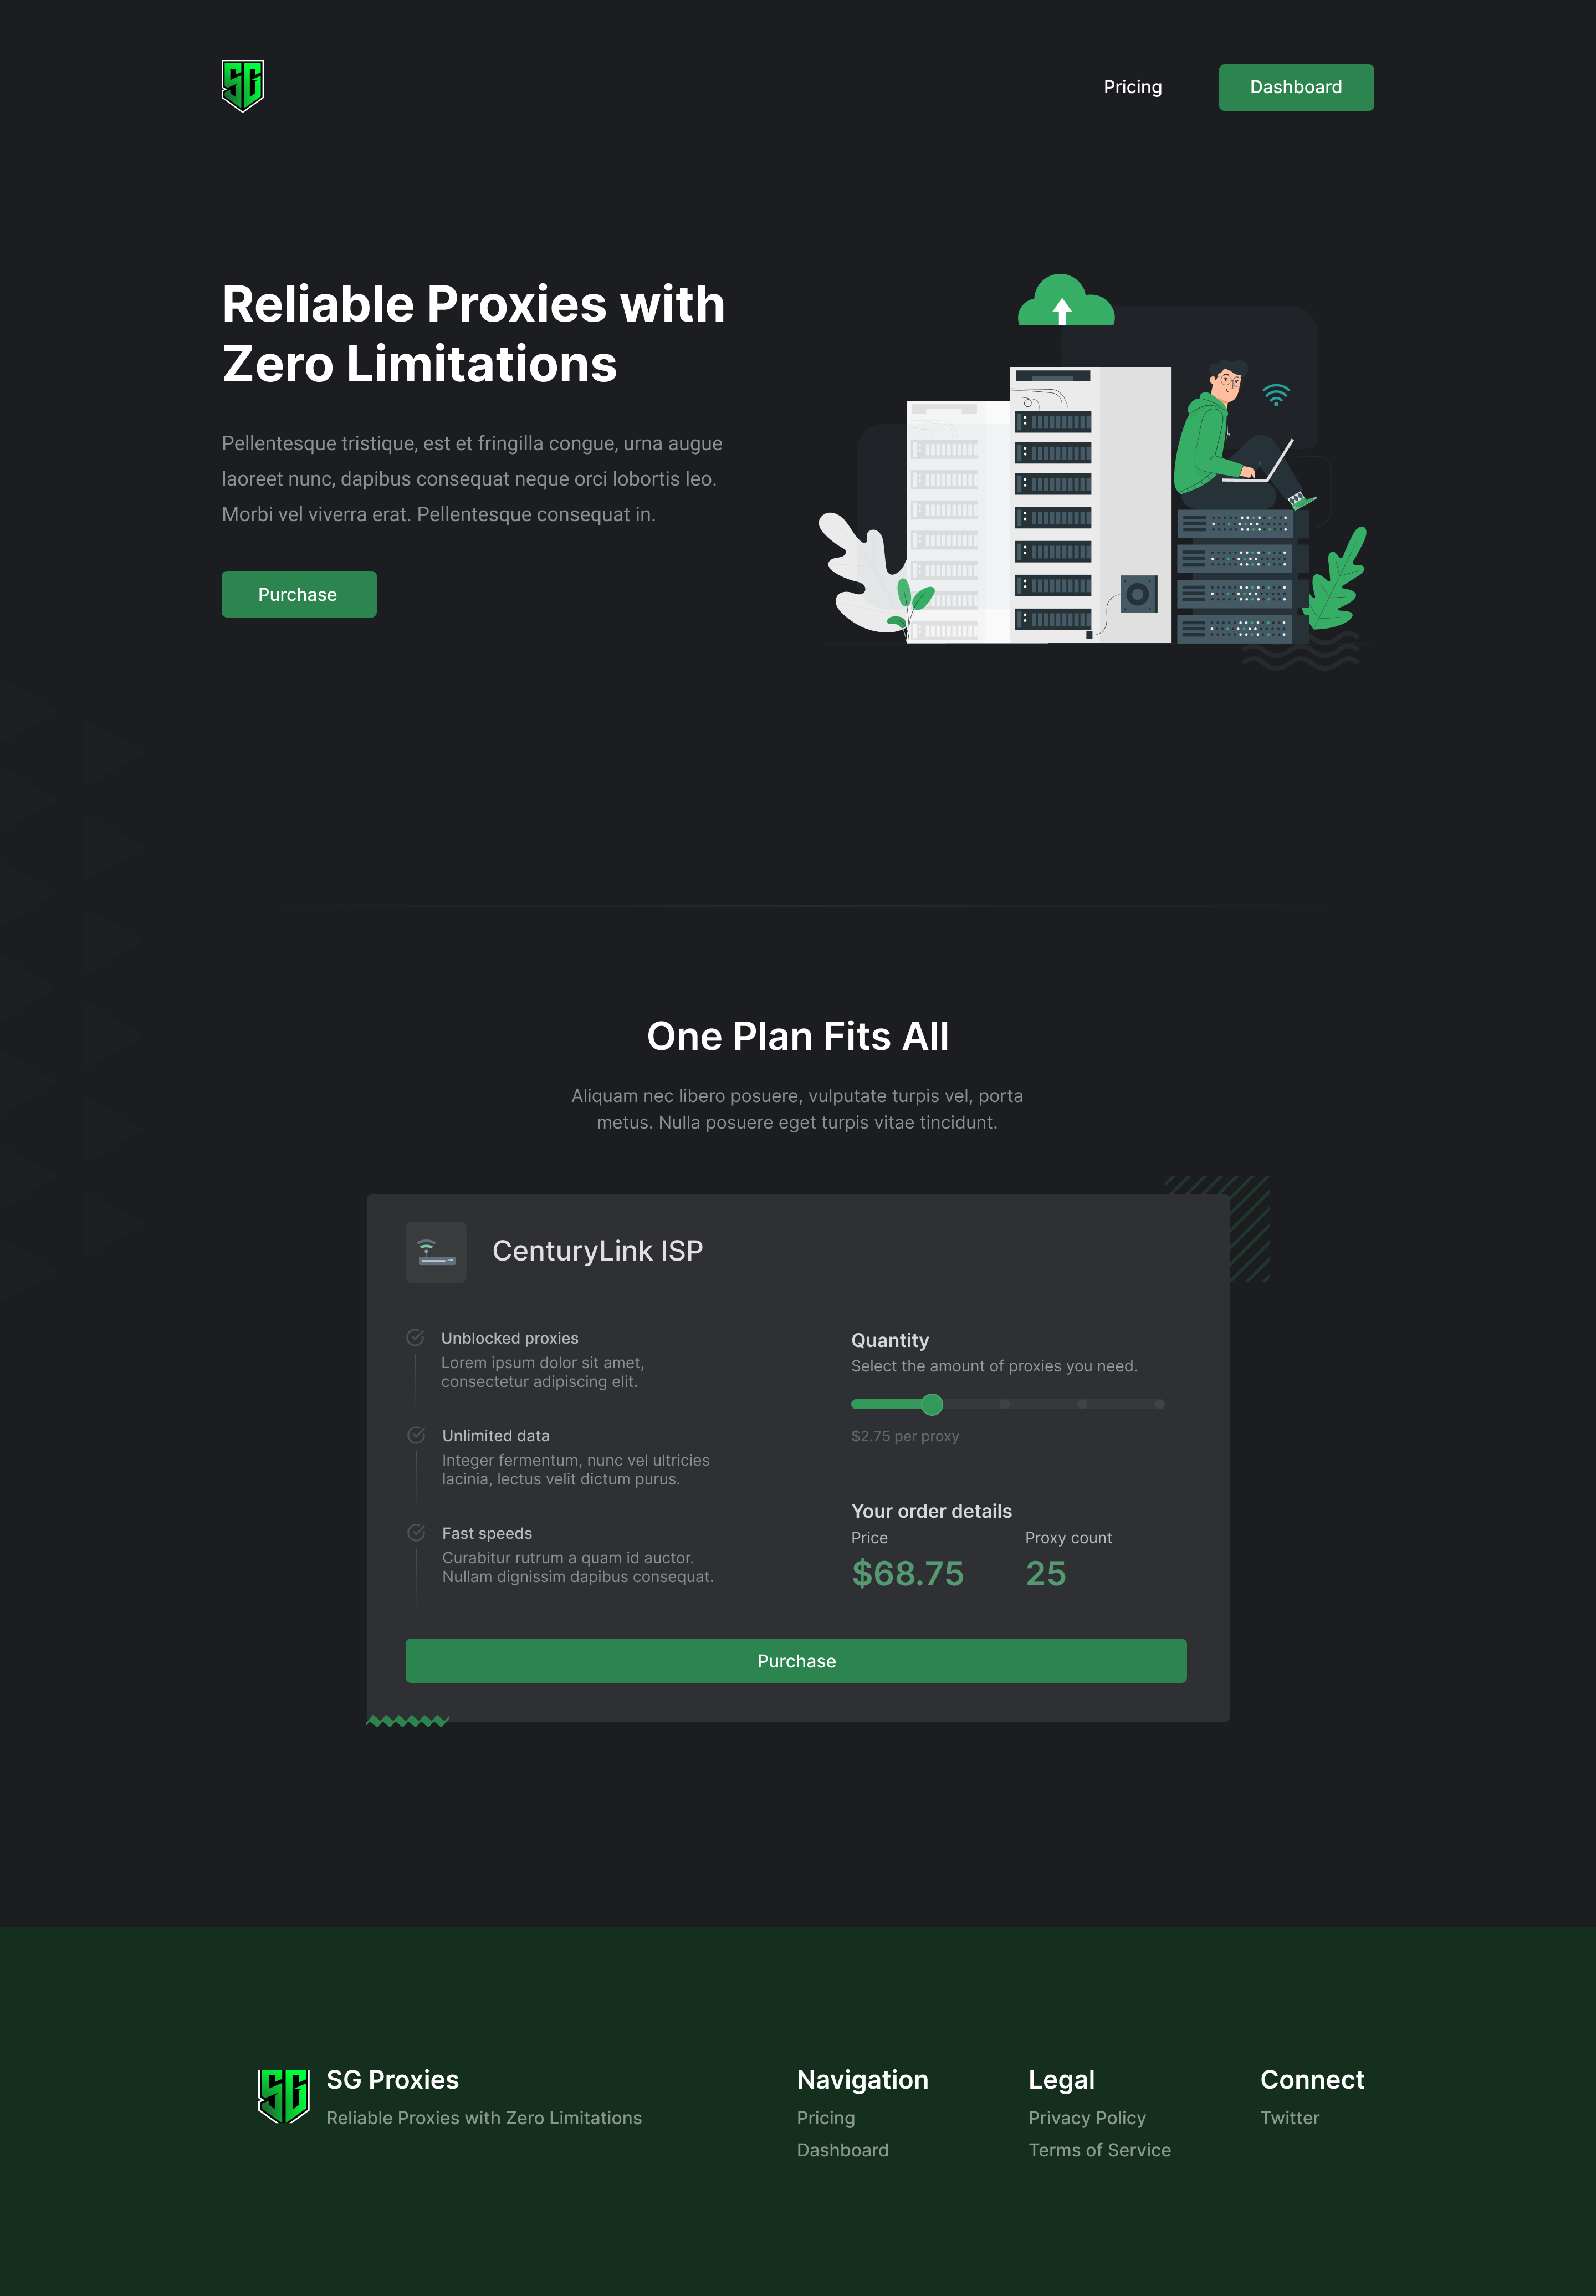 SG
Pricing
Dashboard
Reliable Proxies with
Zero Limitations
Pellentesque tristique, est et fringilla congue, urna augue
laoreet nunc, dapibus consequat neque orci lobortis leo.
Morbi vel viverra erat. Pellentesque consequat in.
Purchase
One Plan Fits All
Aliquam nec libero posuere, vulputate turpis vel, porta
metus. Nulla posuere eget turpis vitae tincidunt.
CenturyLink ISP
Unblocked proxies
Lorem ipsum dolor sit amet,
consectetur adipiscing elit.
Unlimited data
Integer fermentum, nunc vel ultricies
lacinia, lectus velit dictum purus.
Fast speeds
Curabitur rutrum a quam id auctor.
Nullam dignissim dapibus consequat.
Quantity
Select the amount of proxies you need.
$2.75 per proxy
Your order details
Price
Proxy count
$68.75
25
Purchase
SG
SG Proxies
Reliable Proxies with Zero Limitations
Navigation
Pricing
Dashboard
Legal
Privacy Policy
Terms of Service
Connect
Twitter